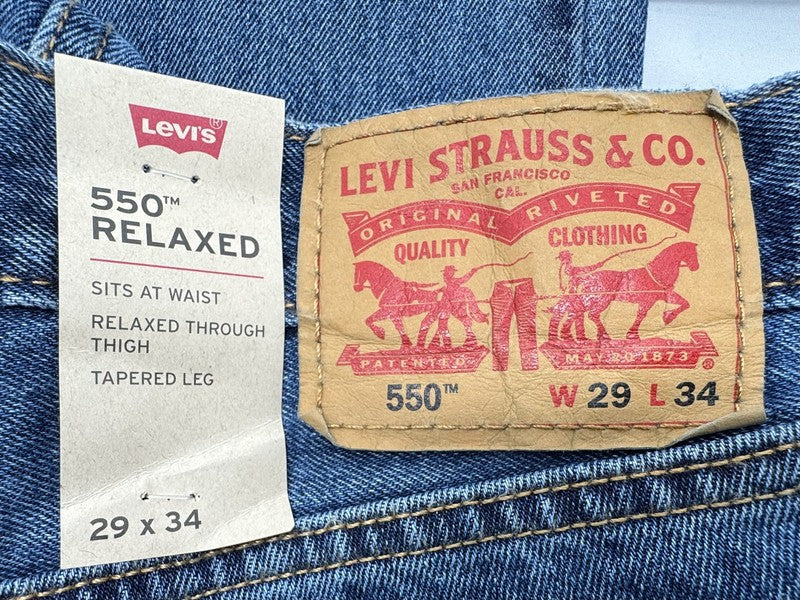 LEVI'S®
550™
RELAXED
SITS AT WAIST
RELAXED THROUGH
THIGH
TAPERED LEG
29 x 34
LEVI STRAUSS & CO.
SAN FRANCISCO
CAL.
ORIGINAL RIVETED
QUALITY CLOTHING
PATENTED MAY 20 1873 ®
550™ W 29 L 34